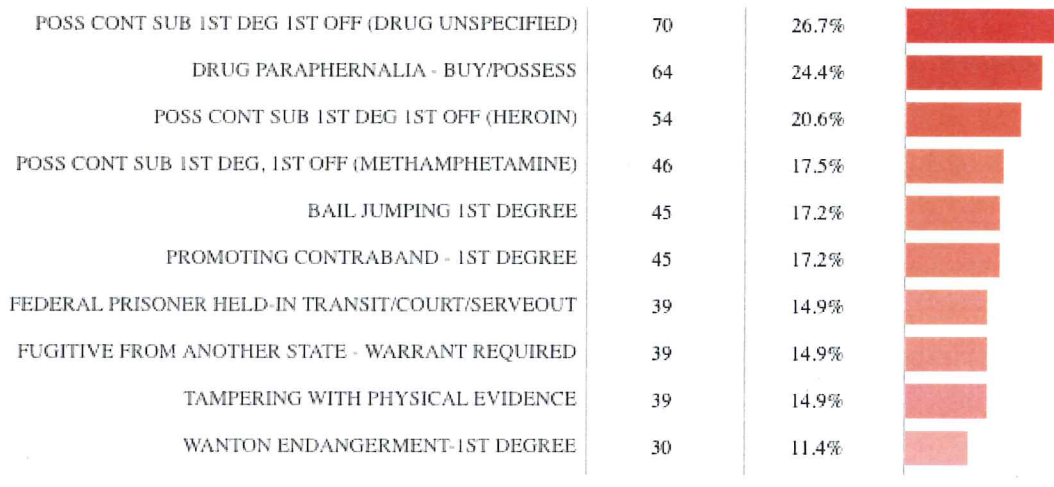 POSS CONT SUB 1ST DEG 1ST OFF (DRUG UNSPECIFIED) 70 26.7%
DRUG PARAPHERNALIA - BUY/POSSESS 64 24.4%
POSS CONT SUB 1ST DEG 1ST OFF (HEROIN) 54 20.6%
POSS CONT SUB 1ST DEG, 1ST OFF (METHAMPHETAMINE) 46 17.5%
BAIL JUMPING 1ST DEGREE 45 17.2%
PROMOTING CONTRABAND - 1ST DEGREE 45 17.2%
FEDERAL PRISONER HELD-IN TRANSIT/COURT/SERVEOUT 39 14.9%
FUGITIVE FROM ANOTHER STATE - WARRANT REQUIRED 39 14.9%
TAMPERING WITH PHYSICAL EVIDENCE 39 14.9%
WANTON ENDANGERMENT-1ST DEGREE 30 11.4%